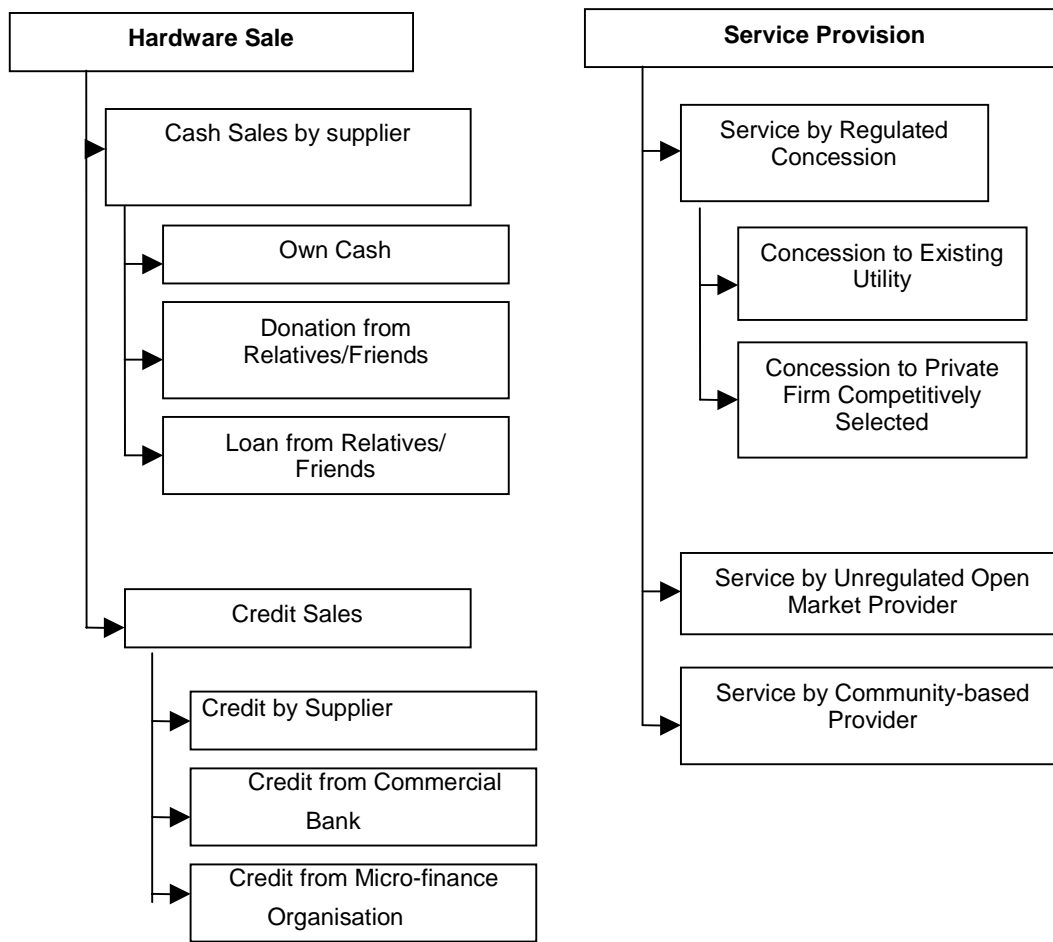 Hardware Sale
Cash Sales by supplier
Own Cash
Donation from
Relatives/Friends
Loan from Relatives/
Friends
Credit Sales
Credit by Supplier
Credit from Commercial
Bank
Credit from Micro-finance
Organisation
Service Provision
Service by Regulated
Concession
Concession to Existing
Utility
Concession to Private
Firm Competitively
Selected
Service by Unregulated Open
Market Provider
Service by Community-based
Provider